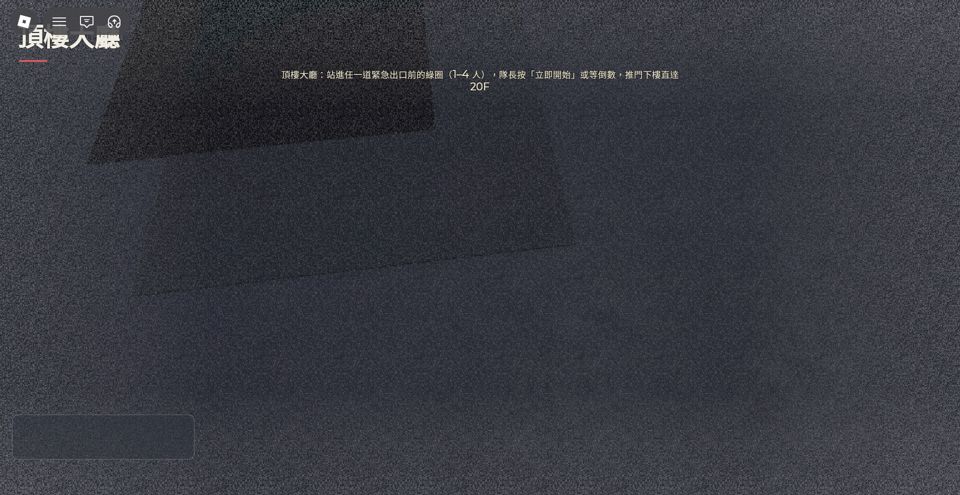 頂樓大廳
頂樓大廳：站進任一道緊急出口前的綠圈（1–4 人），隊長按「立即開始」或等倒數，推門下樓直達
20F